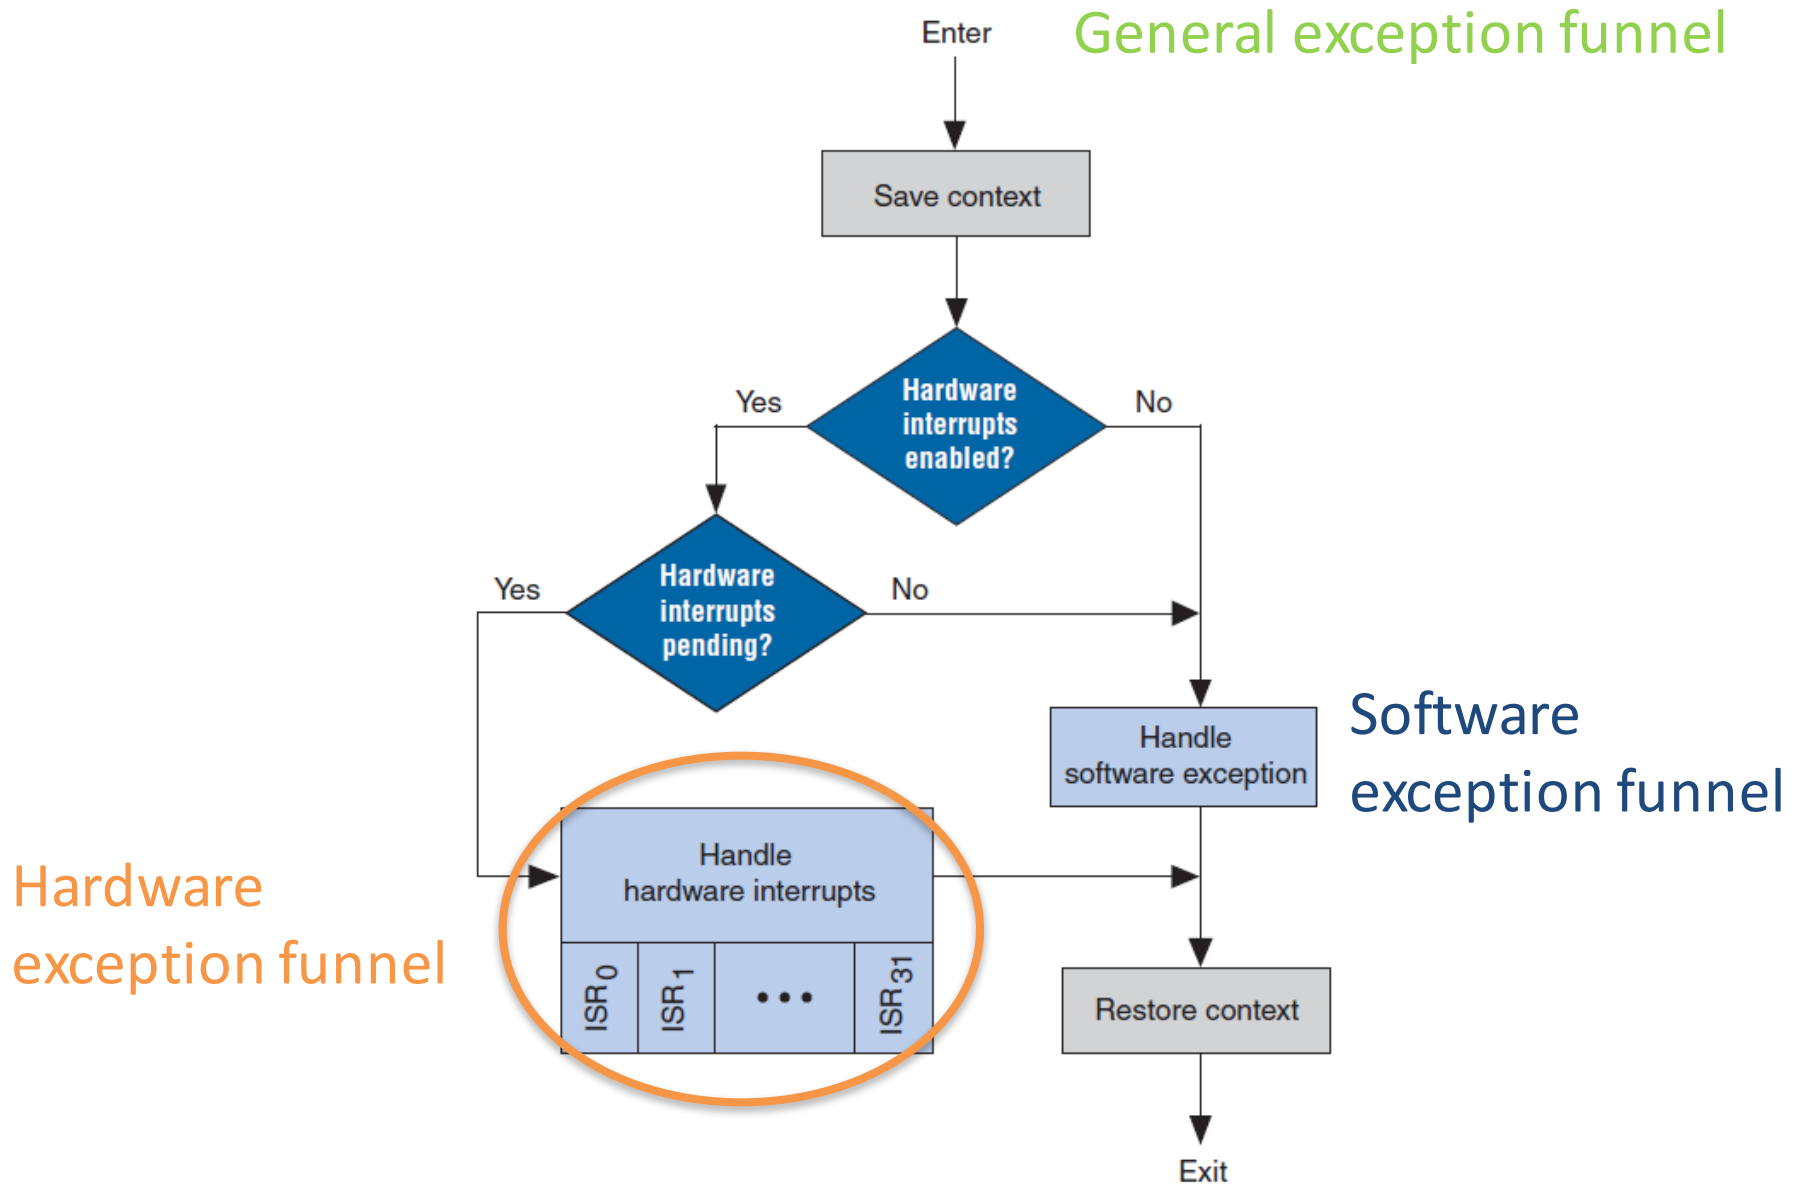 Enter
General exception funnel
Save context
Hardware
interrupts
enabled?
Yes
No
Hardware
interrupts
pending?
Yes
No
Handle
software exception
Software
exception funnel
Handle
hardware interrupts
ISR0
ISR1
•••
ISR31
Hardware
exception funnel
Restore context
Exit